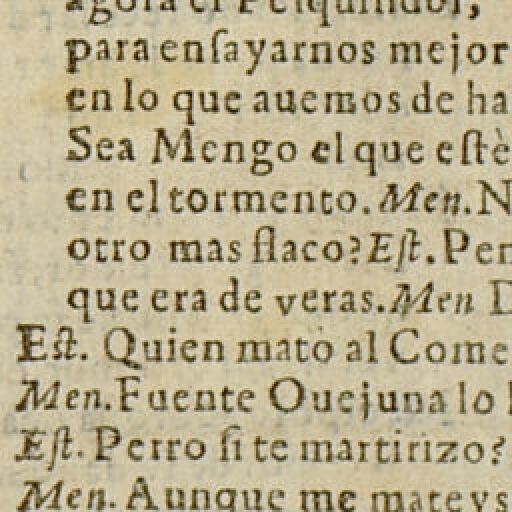 agora el Pesquisidor,
para ensayarnos mejor
en lo que auemos de ha
Sea Mengo el que estè
en el tormento. Men. N
otro mas flaco? Est. Pen
que era de veras. Men D
Est. Quien matò al Come
Men. Fuente Ouejuna lo h
Est. Perro si te martirizo?
Men. Aunque me mateys